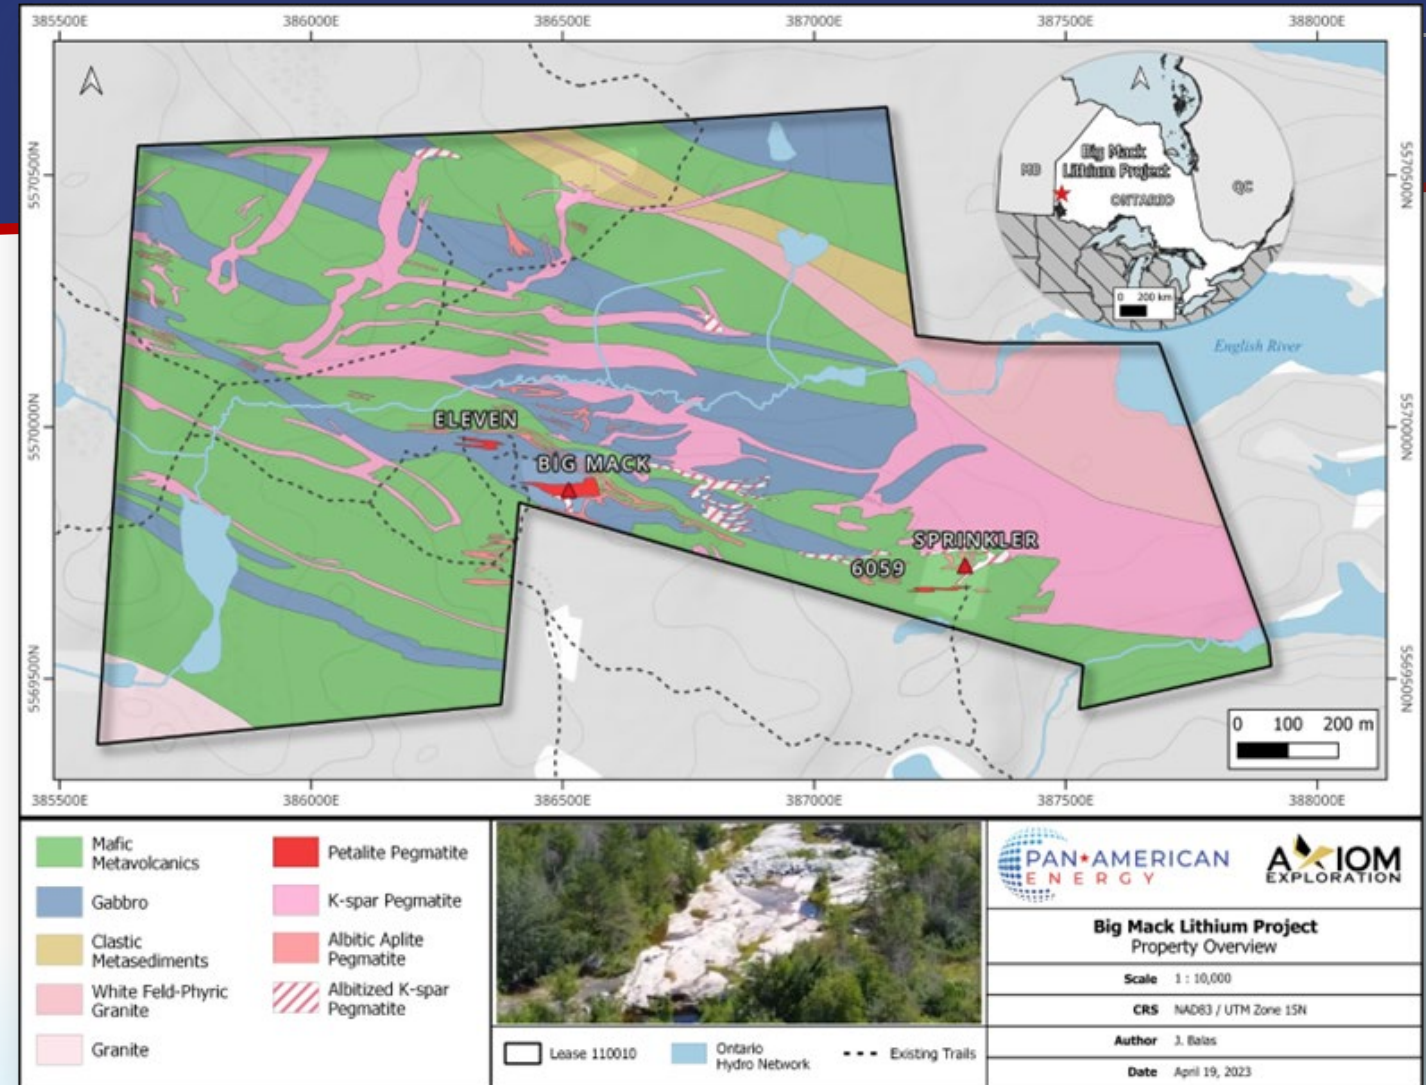 385500E 386000E 386500E 387000E 387500E 388000E
5570500N
5570000N
5569500N
5570500N
5570000N
5569500N
MB
Big Mack
Lithium Project
ONTARIO
QC
0 200 km
English River
ELEVEN
BIG MACK
SPRINKLER
6059
0 100 200 m
385500E 386000E 386500E 387000E 387500E 388000E
Mafic
Metavolcanics
Gabbro
Clastic
Metasediments
White Feld-Phyric
Granite
Granite
Petalite Pegmatite
K-spar Pegmatite
Albitic Aplite
Pegmatite
Albitized K-spar
Pegmatite
Lease 110010
Ontario
Hydro Network
Existing Trails
PAN AMERICAN
ENERGY
AXIOM
EXPLORATION
Big Mack Lithium Project
Property Overview
Scale 1 : 10,000
CRS NAD83 / UTM Zone 15N
Author J. Balas
Date April 19, 2023